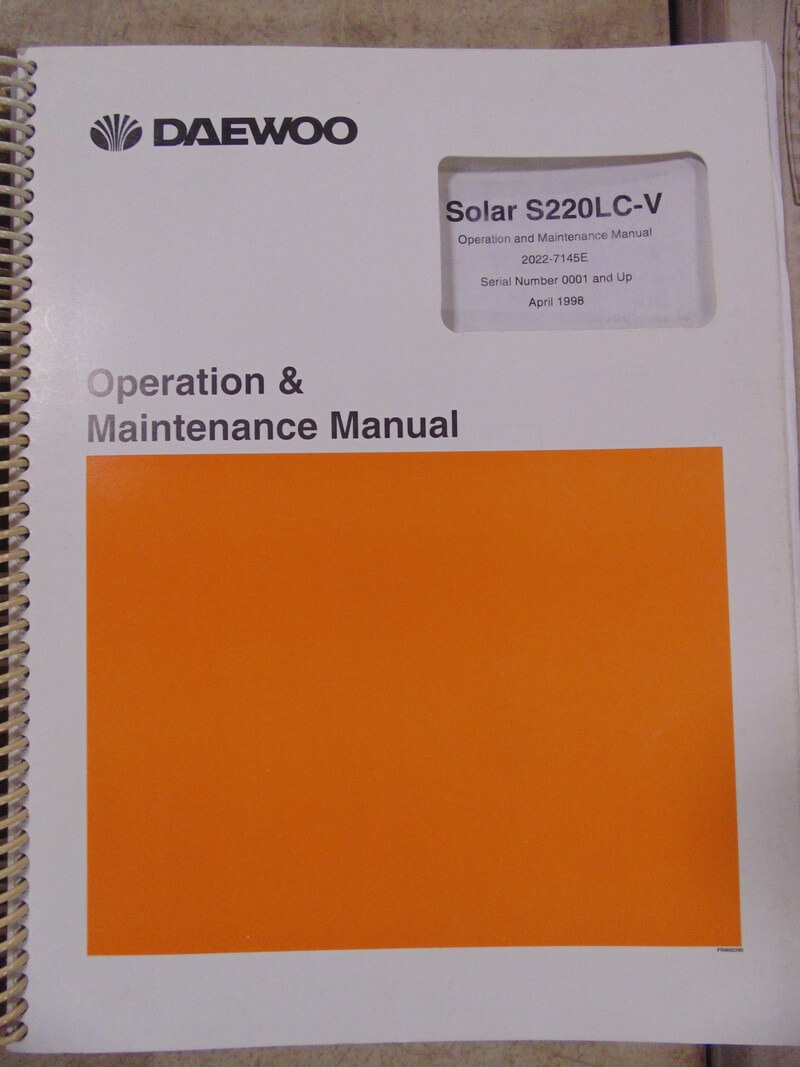 DAEWOO
Solar S220LC-V
Operation and Maintenance Manual
2022-7145E
Serial Number 0001 and Up
April 1998
Operation &
Maintenance Manual